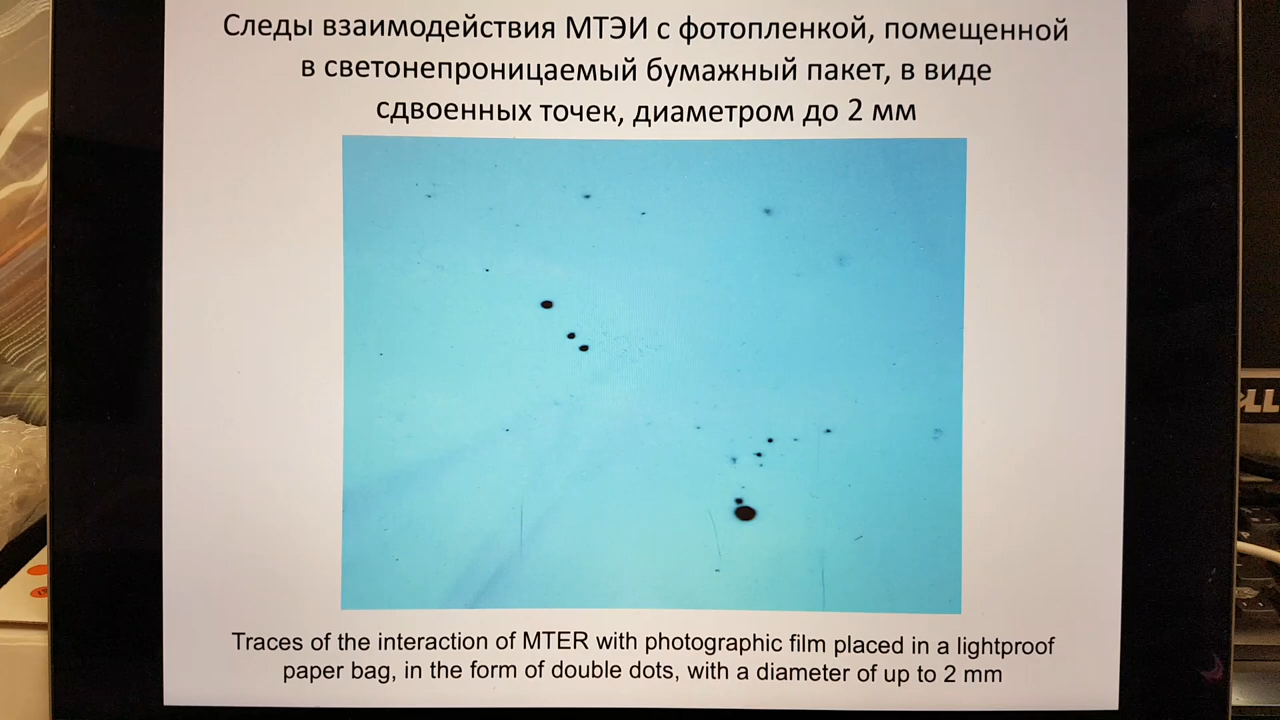 Следы взаимодействия МТЭИ с фотопленкой, помещенной
в светонепроницаемый бумажный пакет, в виде
сдвоенных точек, диаметром до 2 мм
Traces of the interaction of MTER with photographic film placed in a lightproof
paper bag, in the form of double dots, with a diameter of up to 2 mm